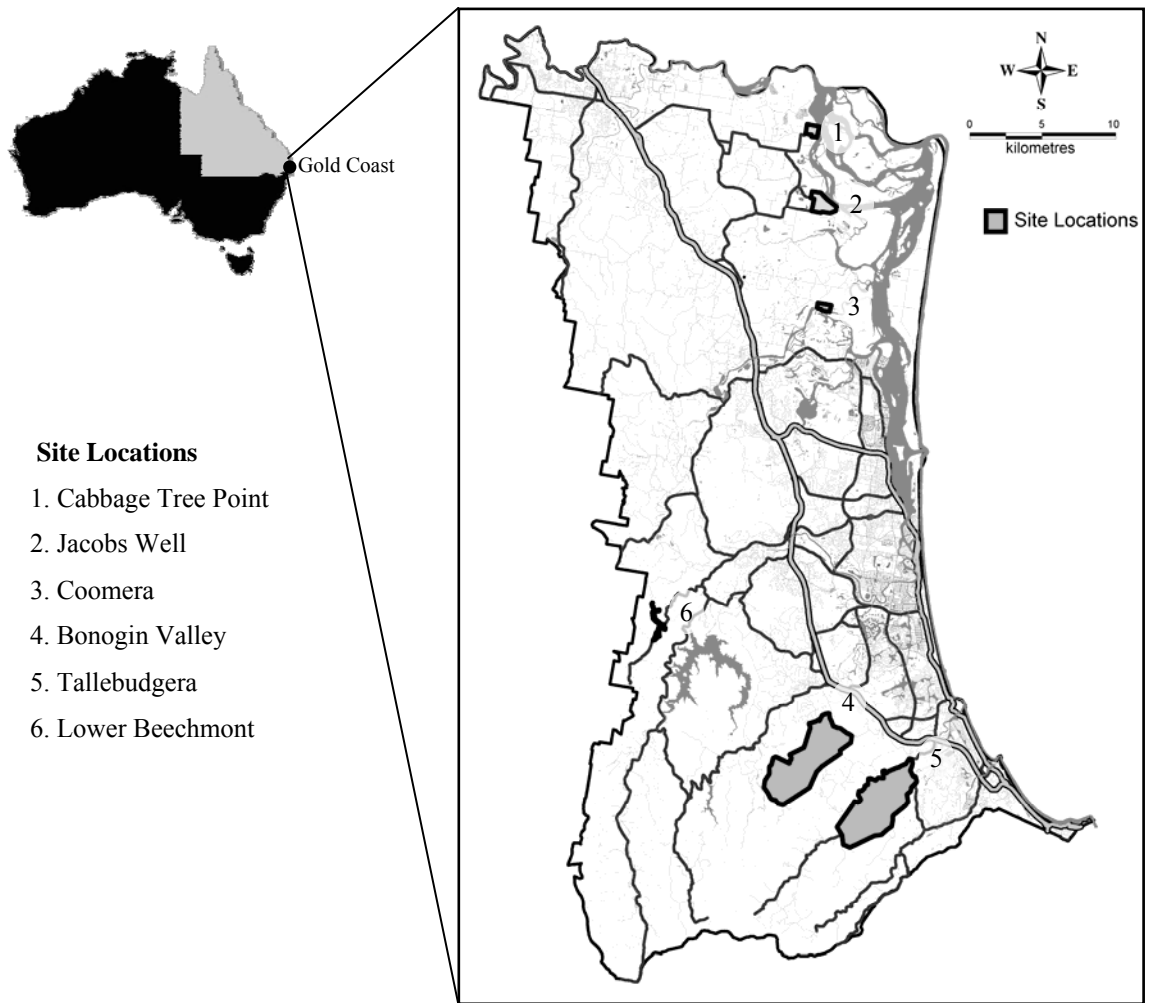 Gold Coast
Site Locations
1. Cabbage Tree Point
2. Jacobs Well
3. Coomera
4. Bonogin Valley
5. Tallebudgera
6. Lower Beechmont
N
W E
S
0 5 10
kilometres
Site Locations
1
2
3
6
4
5